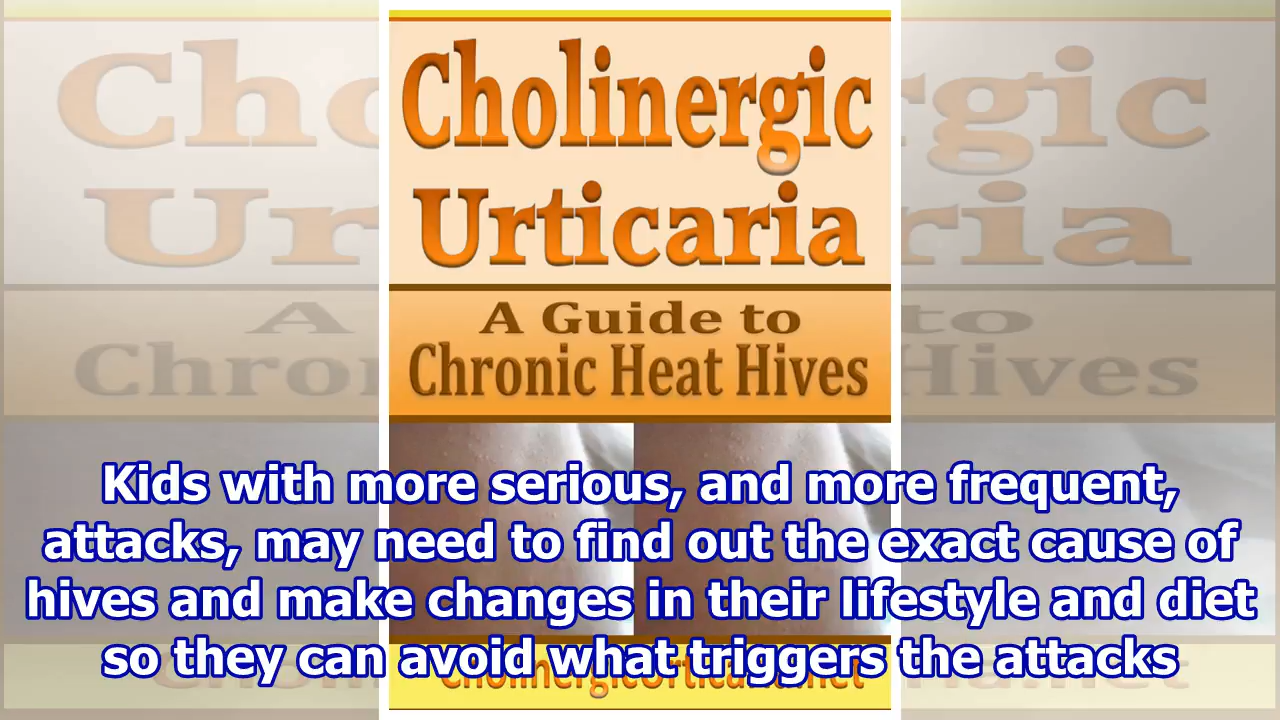 Cholinergic
Urticaria
A Guide to
Chronic Heat Hives
Kids with more serious, and more frequent,
attacks, may need to find out the exact cause of
hives and make changes in their lifestyle and diet
so they can avoid what triggers the attacks
CholinergicUrticaria.net